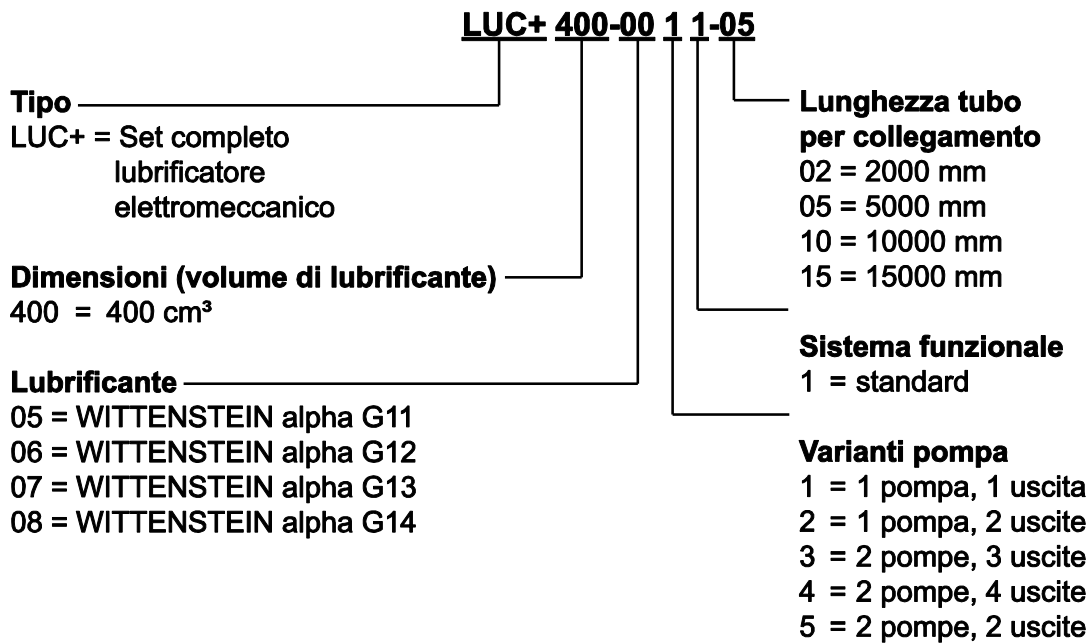 LUC+ 400-00 1 1-05
Tipo
LUC+ = Set completo
lubrificatore
elettromeccanico
Dimensioni (volume di lubrificante)
400 = 400 cm³
Lubrificante
05 = WITTENSTEIN alpha G11
06 = WITTENSTEIN alpha G12
07 = WITTENSTEIN alpha G13
08 = WITTENSTEIN alpha G14
Lunghezza tubo
per collegamento
02 = 2000 mm
05 = 5000 mm
10 = 10000 mm
15 = 15000 mm
Sistema funzionale
1 = standard
Varianti pompa
1 = 1 pompa, 1 uscita
2 = 1 pompa, 2 uscite
3 = 2 pompe, 3 uscite
4 = 2 pompe, 4 uscite
5 = 2 pompe, 2 uscite